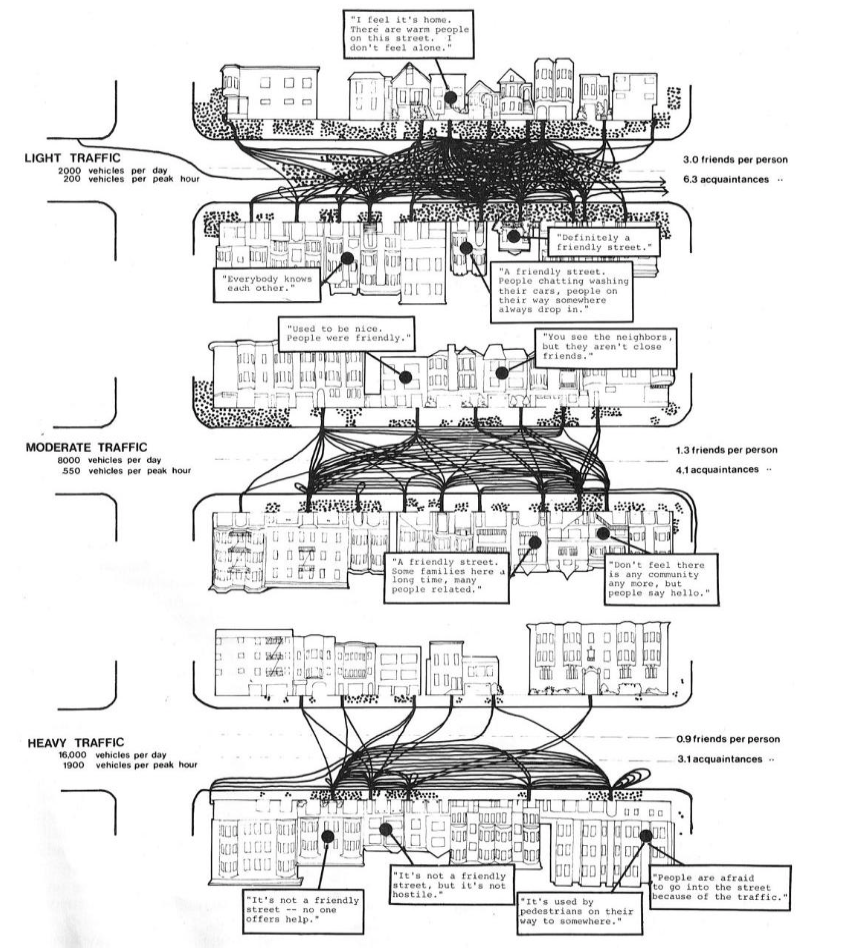 "I feel it's home.
There are warm people
on this street. I
don't feel alone."
LIGHT TRAFFIC
2000 vehicles per day
200 vehicles per peak hour
3.0 friends per person
6.3 acquaintances ..
"Definitely a
friendly street."
"Everybody knows
each other."
"A friendly street.
People chatting washing
their cars, people on
their way somewhere
always drop in."
"Used to be nice.
People were friendly."
"You see the neighbors,
but they aren't close
friends."
MODERATE TRAFFIC
8000 vehicles per day
550 vehicles per peak hour
1.3 friends per person
4.1 acquaintances ..
"A friendly street.
Some families here a
long time, many
people related."
"Don't feel there
is any community
any more, but
people say hello."
HEAVY TRAFFIC
16,000 vehicles per day
1900 vehicles per peak hour
0.9 friends per person
3.1 acquaintances ..
"It's not a friendly
street -- no one
offers help."
"It's not a friendly
street, but it's not
hostile."
"It's used by
pedestrians on their
way to somewhere."
"People are afraid
to go into the street
because of the traffic."